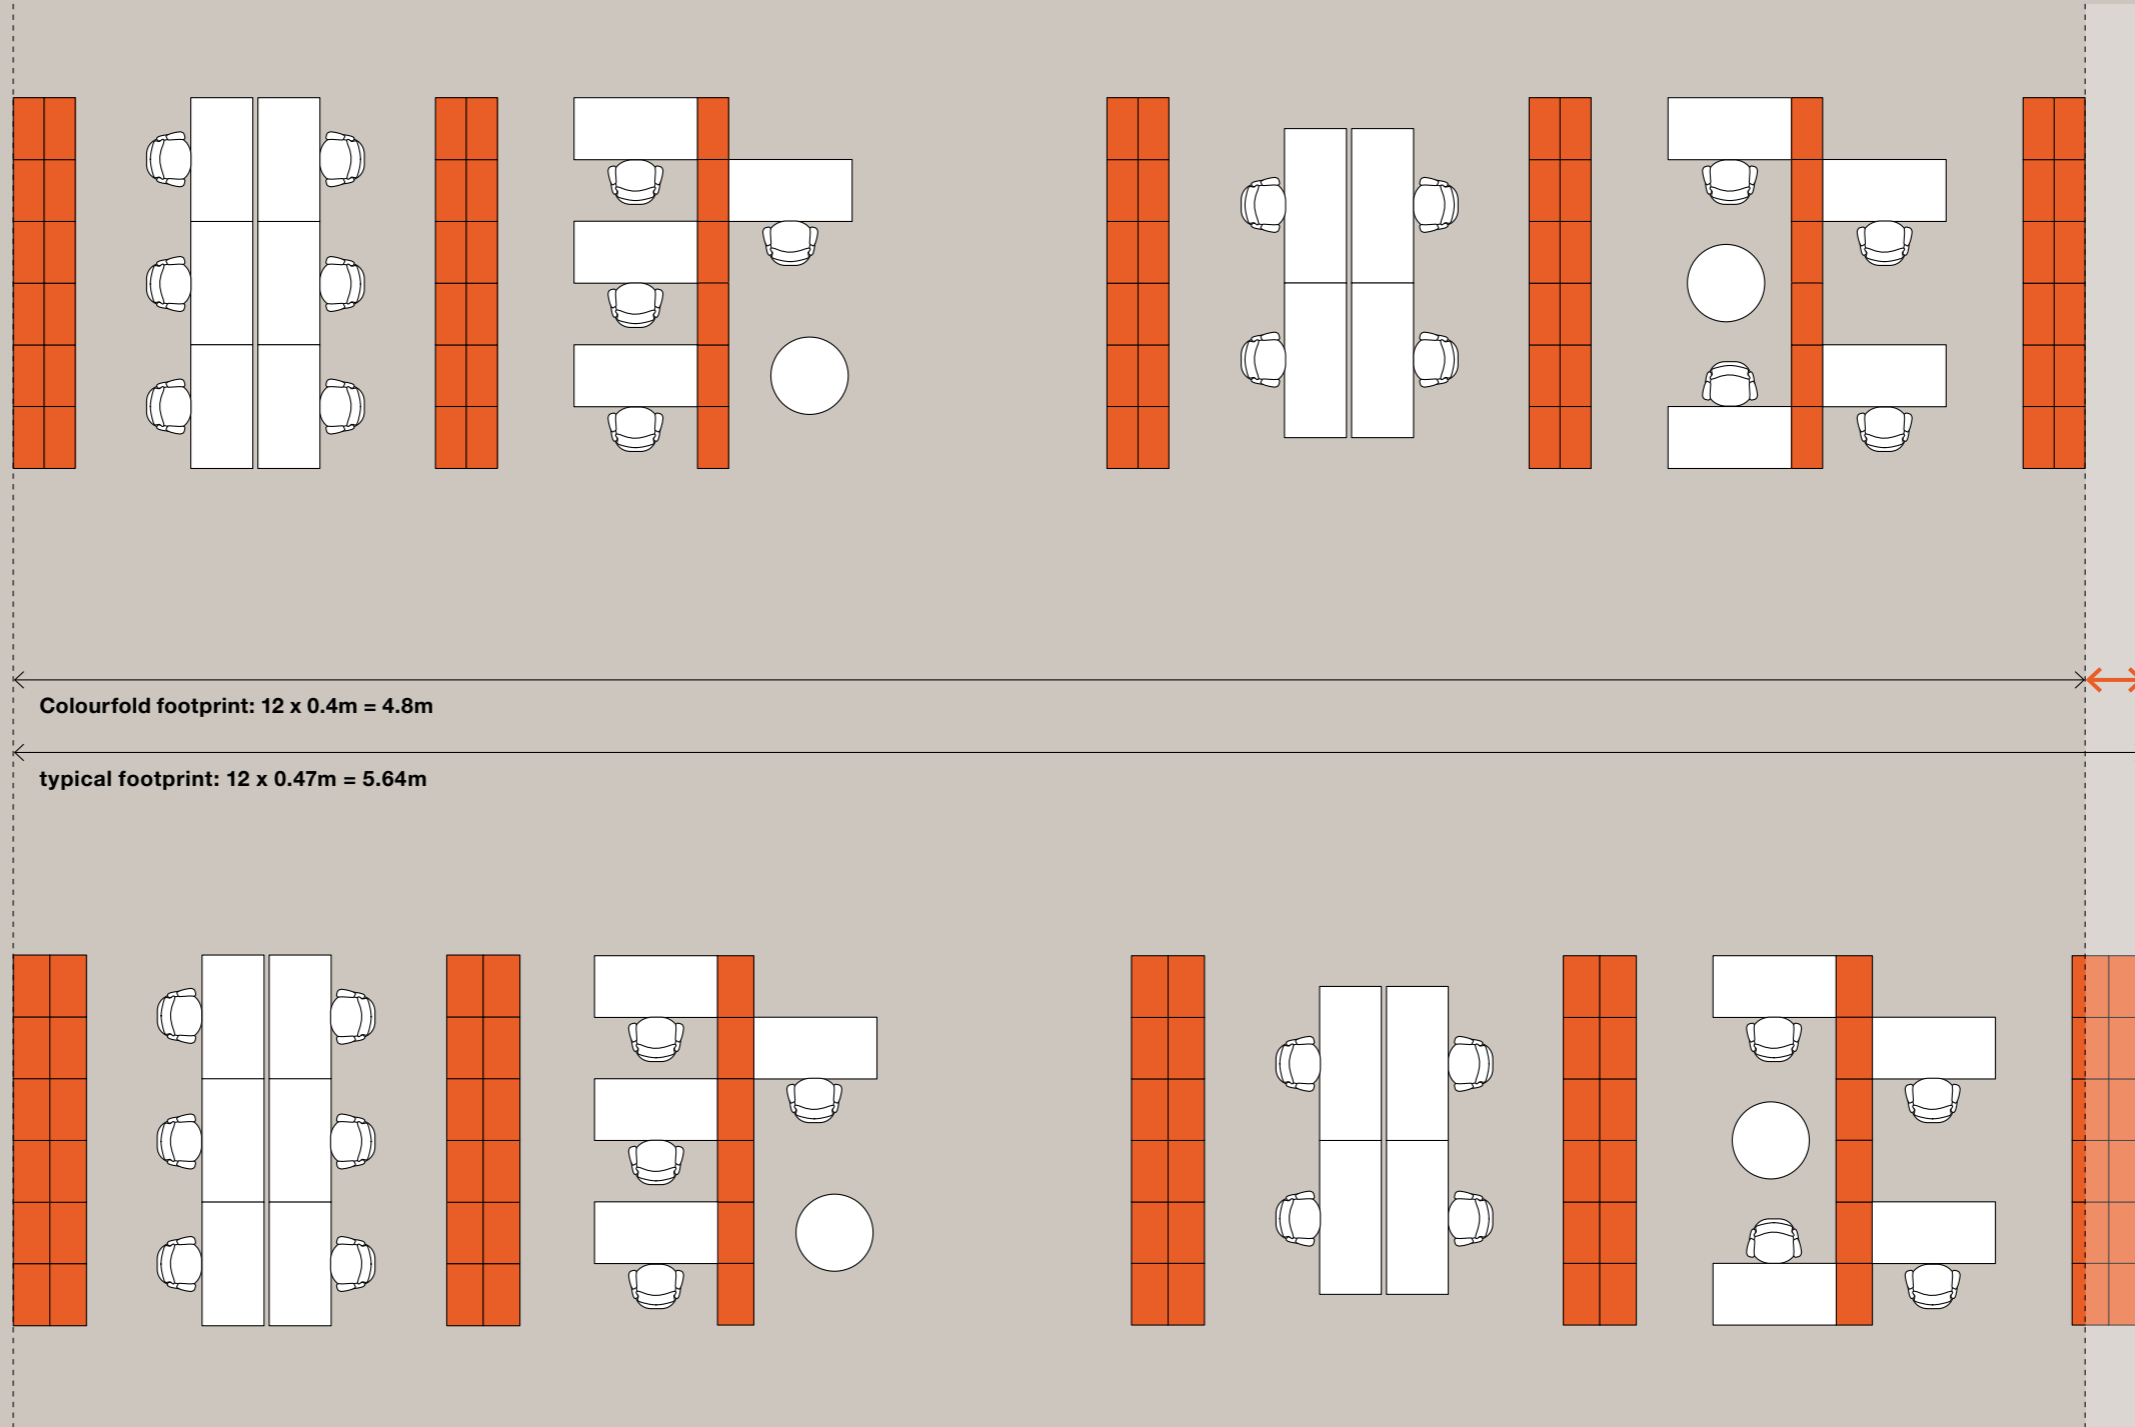 Colourfold footprint: 12 x 0.4m = 4.8m
typical footprint: 12 x 0.47m = 5.64m